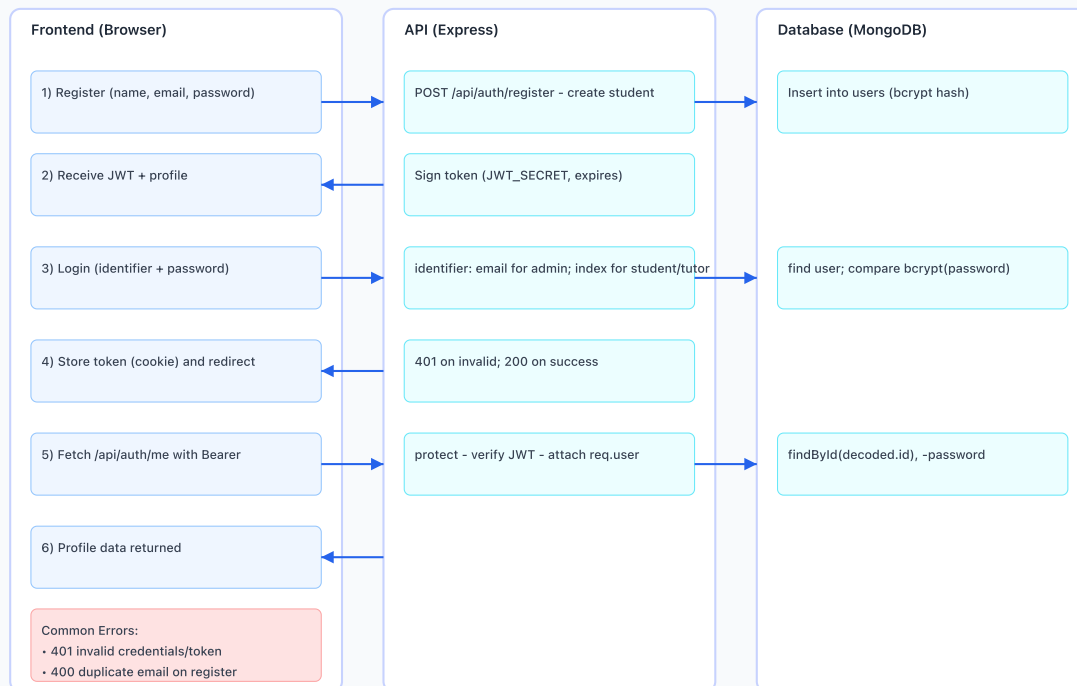 Frontend (Browser)
API (Express)
Database (MongoDB)
1) Register (name, email, password)
POST /api/auth/register - create student
Insert into users (bcrypt hash)
2) Receive JWT + profile
Sign token (JWT_SECRET, expires)
3) Login (identifier + password)
identifier: email for admin; index for student/tutor
find user; compare bcrypt(password)
4) Store token (cookie) and redirect
401 on invalid; 200 on success
5) Fetch /api/auth/me with Bearer
protect - verify JWT - attach req.user
findById(decoded.id), -password
6) Profile data returned
Common Errors:
• 401 invalid credentials/token
• 400 duplicate email on register